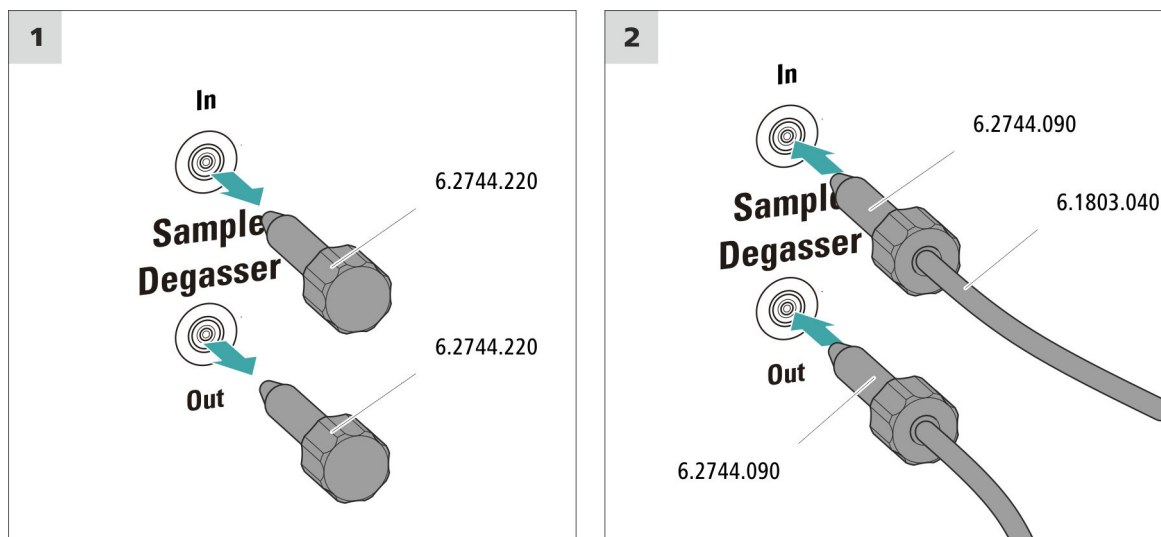 1
In
6.2744.220
Sample
Degasser
6.2744.220
Out
2
In
6.2744.090
6.1803.040
Sample
Degasser
Out
6.2744.090